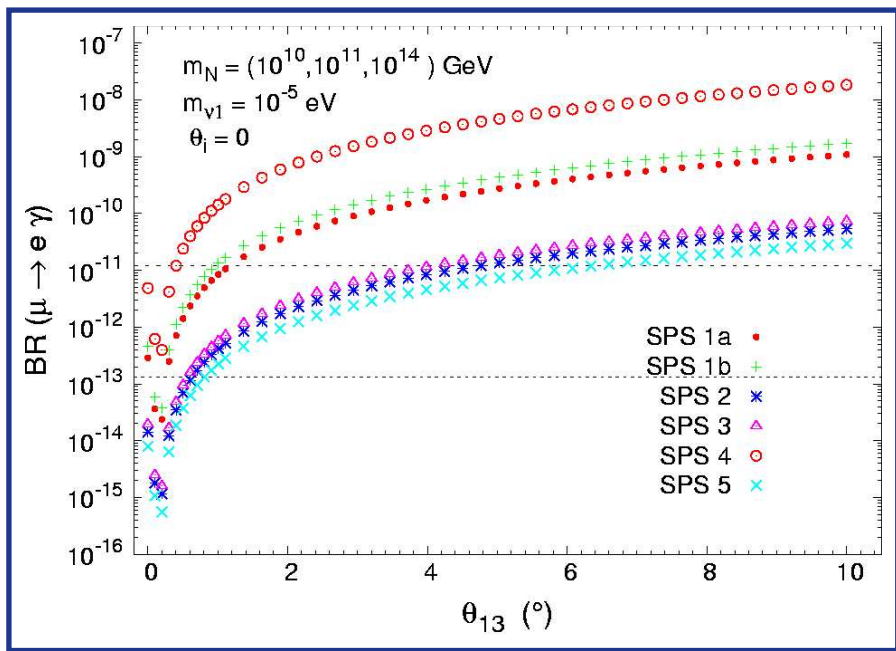 m_N = (10^10,10^11,10^14 ) GeV
m_ν1 = 10^-5 eV
θ_i = 0
BR (μ → e γ)
10^-7
10^-8
10^-9
10^-10
10^-11
10^-12
10^-13
10^-14
10^-15
10^-16
SPS 1a
SPS 1b
SPS 2
SPS 3
SPS 4
SPS 5
0 2 4 6 8 10
θ_13 (°)